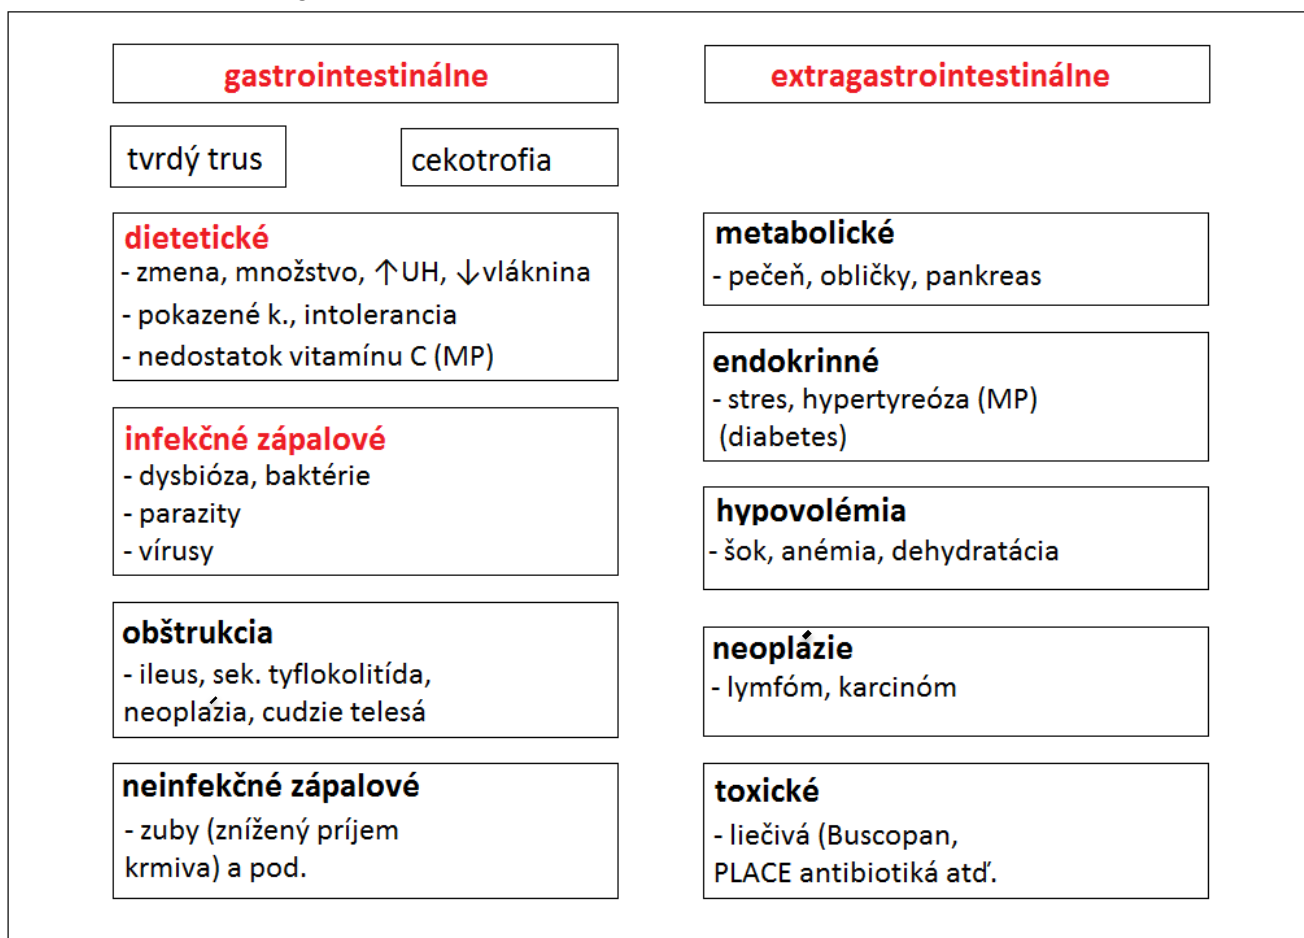 gastrointestinálne
extragastrointestinálne
tvrdý trus
cekotrofia
dietetické
- zmena, množstvo, ↑UH, ↓vláknina
- pokazené k., intolerancia
- nedostatok vitamínu C (MP)
infekčné zápalové
- dysbióza, baktérie
- parazity
- vírusy
obštrukcia
- ileus, sek. tyflokolitída,
neoplázia, cudzie telesá
neinfekčné zápalové
- zuby (znížený príjem
krmiva) a pod.
metabolické
- pečeň, obličky, pankreas
endokrinné
- stres, hypertyreóza (MP)
(diabetes)
hypovolémia
- šok, anémia, dehydratácia
neoplázie
- lymfóm, karcinóm
toxické
- liečivá (Buscopan,
PLACE antibiotiká atď.